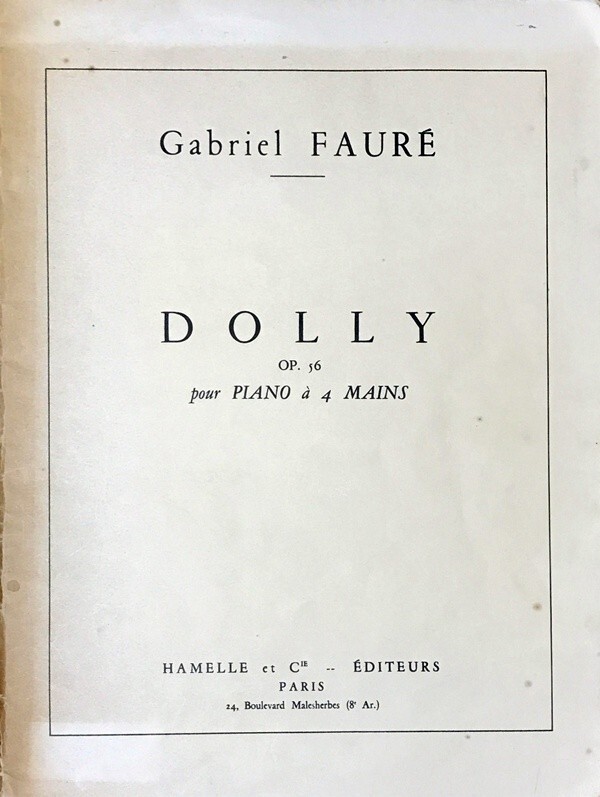 Gabriel FAURÉ
DOLLY
OP. 56
pour PIANO à 4 MAINS
HAMELLE et Cᴵᴱ -- ÉDITEURS
PARIS
24, Boulevard Malesherbes (8ᵉ Ar.)